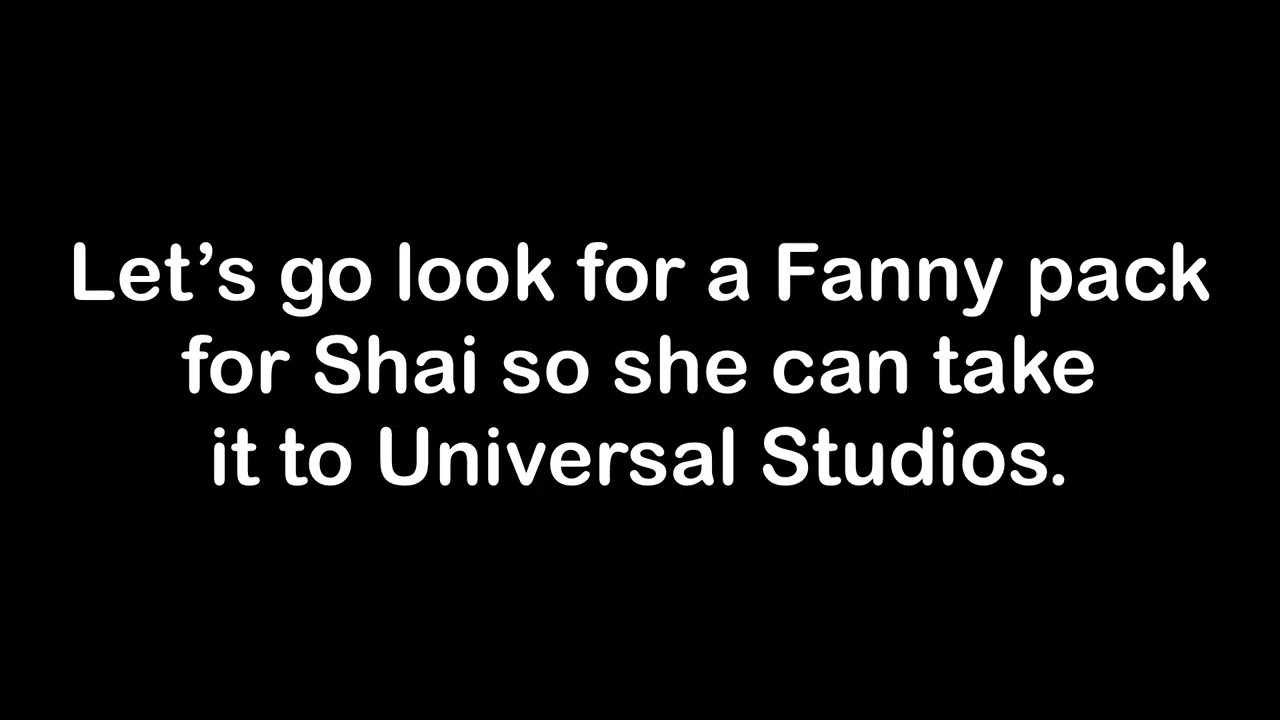 Let’s go look for a Fanny pack
for Shai so she can take
it to Universal Studios.